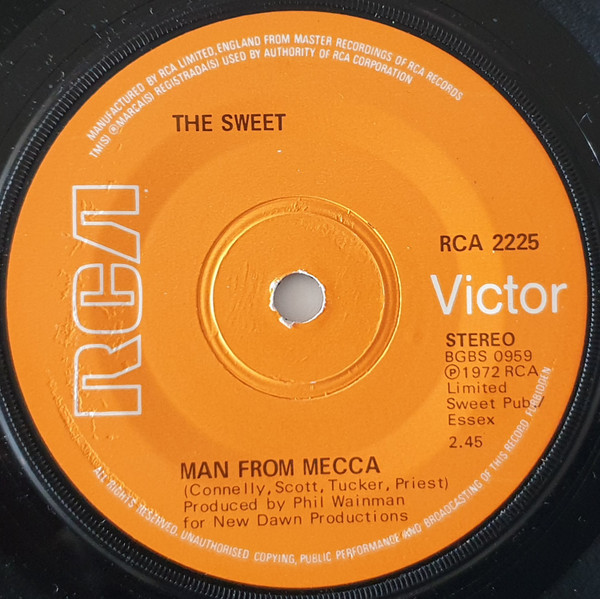 MANUFACTURED BY RCA LIMITED, ENGLAND FROM MASTER RECORDINGS OF RCA RECORDS
TM(S) ® MARCA(S) REGISTRADA(S) USED BY AUTHORITY OF RCA CORPORATION
THE SWEET
RCA
RCA 2225
Victor
STEREO
BGBS 0959
Ⓟ 1972 RCA
Limited
Sweet Pub/
Essex
2.45
MAN FROM MECCA
(Connelly, Scott, Tucker, Priest)
Produced by Phil Wainman
for New Dawn Productions
ALL RIGHTS RESERVED. UNAUTHORISED COPYING, PUBLIC PERFORMANCE AND BROADCASTING OF THIS RECORD FORBIDDEN